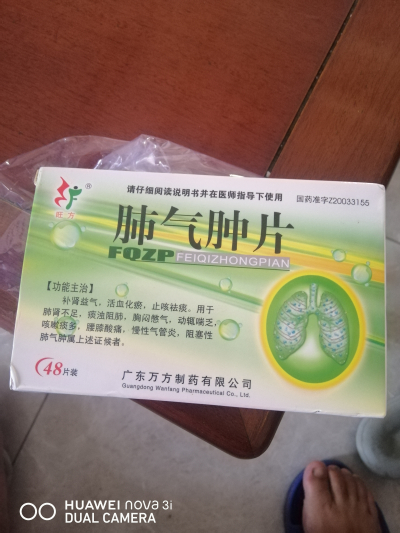 旺方®
请仔细阅读说明书并在医师指导下使用
国药准字Z20033155
肺气肿片
FQZP FEIQIZHONGPIAN
【功能主治】
补肾益气,活血化瘀,止咳祛痰。用于
肺肾不足,痰浊阻肺,胸闷憋气,动辄喘乏,
咳嗽痰多,腰膝酸痛,慢性气管炎,阻塞性
肺气肿属上述证候者。
48片装
广东万方制药有限公司
Guangdong Wanfang Pharmaceutical Co., Ltd.
HUAWEI nova 3i
DUAL CAMERA